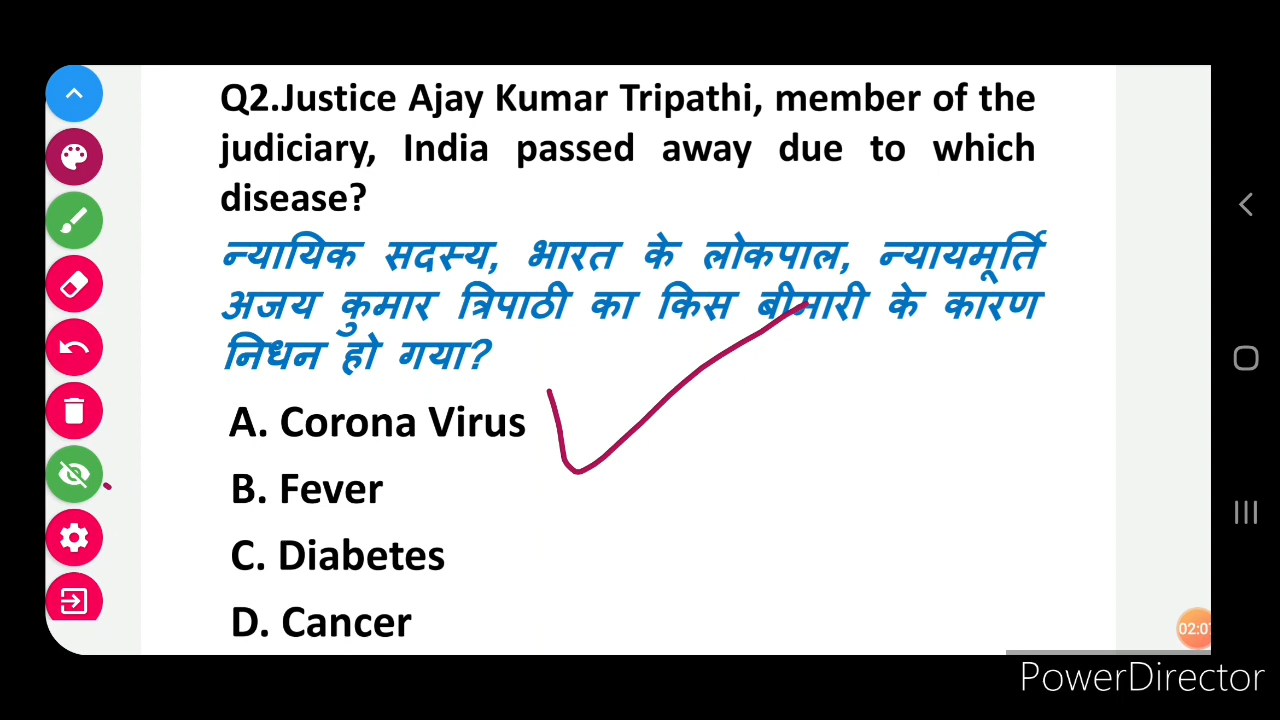 Q2.Justice Ajay Kumar Tripathi, member of the
judiciary, India passed away due to which
disease?
न्यायिक सदस्य, भारत के लोकपाल, न्यायमूर्ति
अजय कुमार त्रिपाठी का किस बीमारी के कारण
निधन हो गया?
A. Corona Virus
B. Fever
C. Diabetes
D. Cancer
PowerDirector